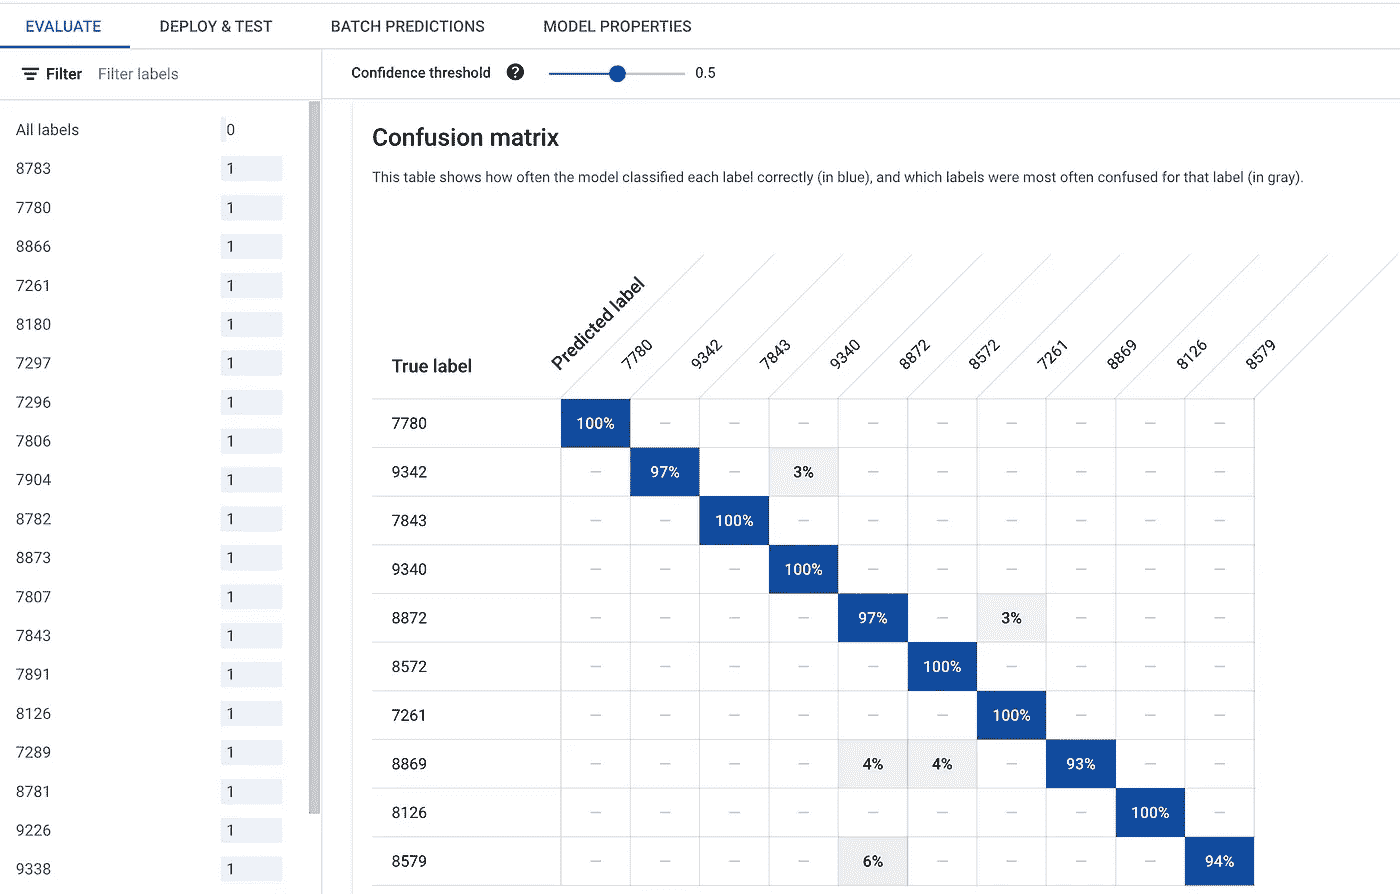 EVALUATE DEPLOY & TEST BATCH PREDICTIONS MODEL PROPERTIES
Filter Filter labels
Confidence threshold ? 0.5
All labels 0
8783 1
7780 1
8866 1
7261 1
8180 1
7297 1
7296 1
7806 1
7904 1
8782 1
8873 1
7807 1
7843 1
7891 1
8126 1
7289 1
8781 1
9226 1
9338 1
Confusion matrix
This table shows how often the model classified each label correctly (in blue), and which labels were most often confused for that label (in gray).
True label Predicted label 7780 9342 7843 9340 8872 8572 7261 8869 8126 8579
7780 100% — — — — — — — — —
9342 — 97% — 3% — — — — — —
7843 — — 100% — — — — — — —
9340 — — — 100% — — — — — —
8872 — — — — 97% — 3% — — —
8572 — — — — — 100% — — — —
7261 — — — — — — 100% — — —
8869 — — — — 4% 4% — 93% — —
8126 — — — — — — — — 100% —
8579 — — — — 6% — — — — 94%